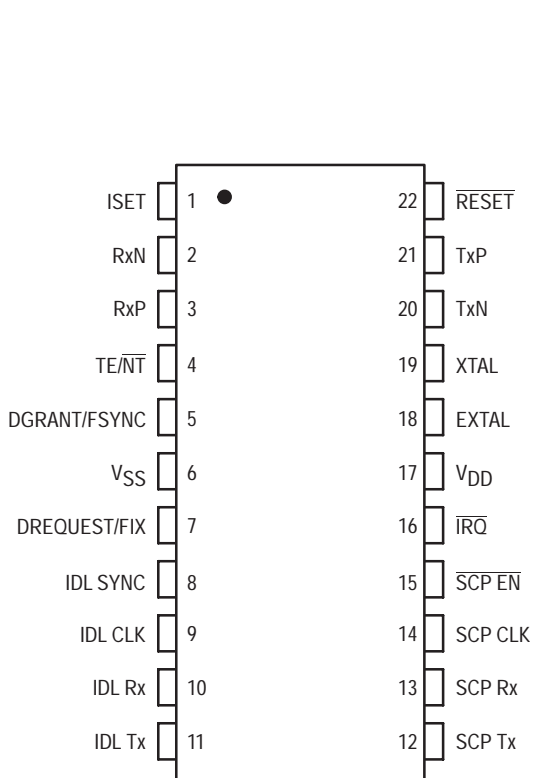 ISET 1 22 RESET
RxN 2 21 TxP
RxP 3 20 TxN
TE/NT 4 19 XTAL
DGRANT/FSYNC 5 18 EXTAL
VSS 6 17 VDD
DREQUEST/FIX 7 16 IRQ
IDL SYNC 8 15 SCP EN
IDL CLK 9 14 SCP CLK
IDL Rx 10 13 SCP Rx
IDL Tx 11 12 SCP Tx